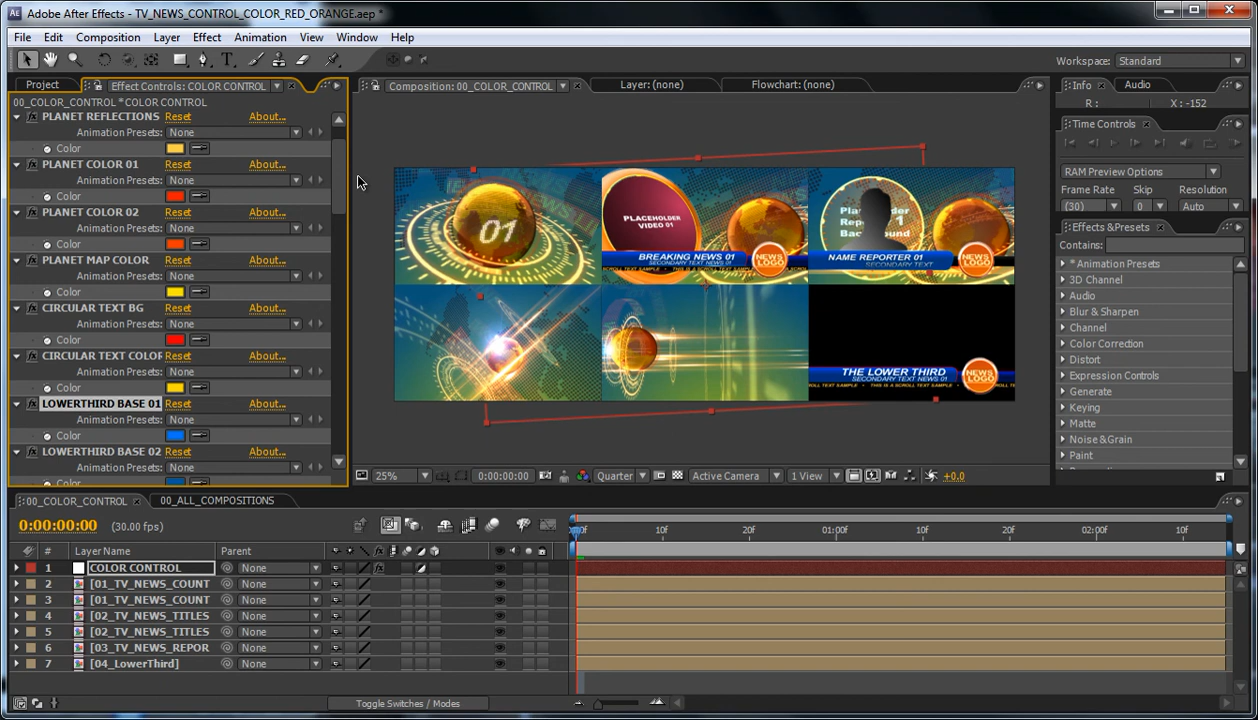 Adobe After Effects - TV_NEWS_CONTROL_COLOR_RED_ORANGE.aep *
File Edit Composition Layer Effect Animation View Window Help
Workspace: Standard
Project
Effect Controls: COLOR CONTROL
00_COLOR_CONTROL * COLOR CONTROL
PLANET REFLECTIONS Reset About...
Animation Presets: None
Color
PLANET COLOR 01 Reset About...
Animation Presets: None
Color
PLANET COLOR 02 Reset About...
Animation Presets: None
Color
PLANET MAP COLOR Reset About...
Animation Presets: None
Color
CIRCULAR TEXT BG Reset About...
Animation Presets: None
Color
CIRCULAR TEXT COLOR Reset About...
Animation Presets: None
Color
LOWERTHIRD BASE 01 Reset About...
Animation Presets: None
Color
LOWERTHIRD BASE 02 Reset About...
Animation Presets: None
Color
Composition: 00_COLOR_CONTROL
Layer: (none)
Flowchart: (none)
01
PLACEHOLDER
VIDEO 01
BREAKING NEWS 01
SECONDARY TEXT NEWS 01
NEWS
LOGO
NAME REPORTER 01
SECONDARY TEXT
NEWS
LOGO
THE LOWER THIRD
SECONDARY TEXT NEWS 01
NEWS
LOGO
THIS IS A SCROLL TEXT SAMPLE
25% 0:00:00:00 Quarter Active Camera 1 View +0.0
Info Audio
R : X : -152
Time Controls
RAM Preview Options
Frame Rate Skip Resolution
(30) 0 Auto
Effects & Presets
Contains:
* Animation Presets
3D Channel
Audio
Blur & Sharpen
Channel
Color Correction
Distort
Expression Controls
Generate
Keying
Matte
Noise & Grain
Paint
00_COLOR_CONTROL 00_ALL_COMPOSITIONS
0:00:00:00 (30.00 fps)
10f 20f 01:00f 10f 20f 02:00f 10f
# Layer Name Parent
1 COLOR CONTROL None
2 [01_TV_NEWS_COUNT None
3 [01_TV_NEWS_COUNT None
4 [02_TV_NEWS_TITLES None
5 [02_TV_NEWS_TITLES None
6 [03_TV_NEWS_REPOR None
7 [04_LowerThird] None
Toggle Switches / Modes